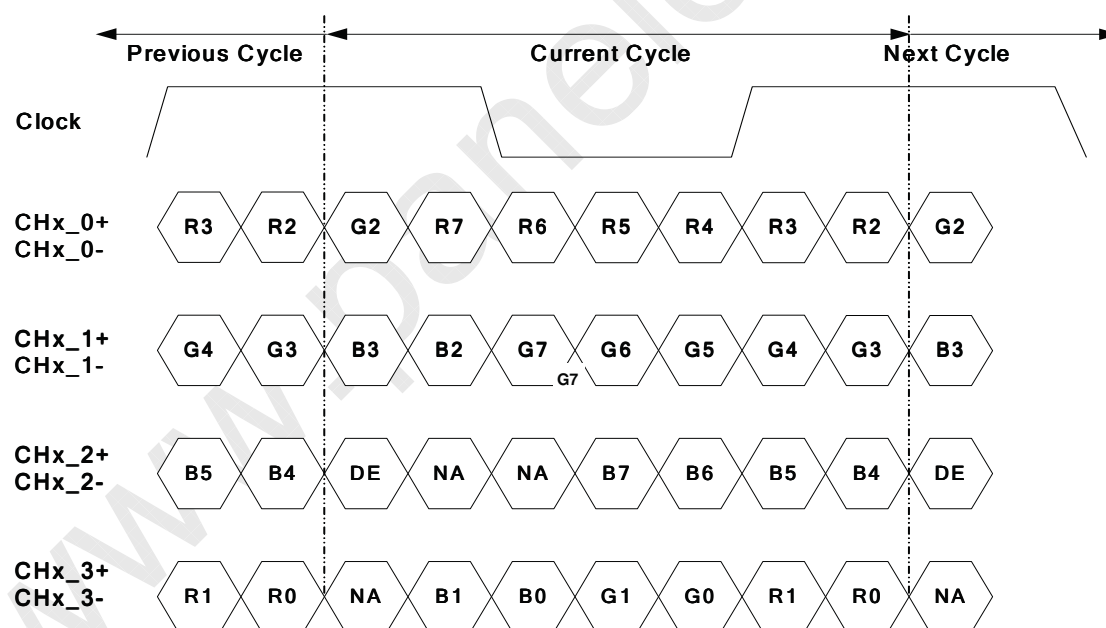 Previous Cycle Current Cycle Next Cycle
Clock
CHx_0+
CHx_0-
R3 R2 G2 R7 R6 R5 R4 R3 R2 G2
CHx_1+
CHx_1-
G4 G3 B3 B2 G7 G6 G5 G4 G3 B3
G7
CHx_2+
CHx_2-
B5 B4 DE NA NA B7 B6 B5 B4 DE
CHx_3+
CHx_3-
R1 R0 NA B1 B0 G1 G0 R1 R0 NA
www.panel